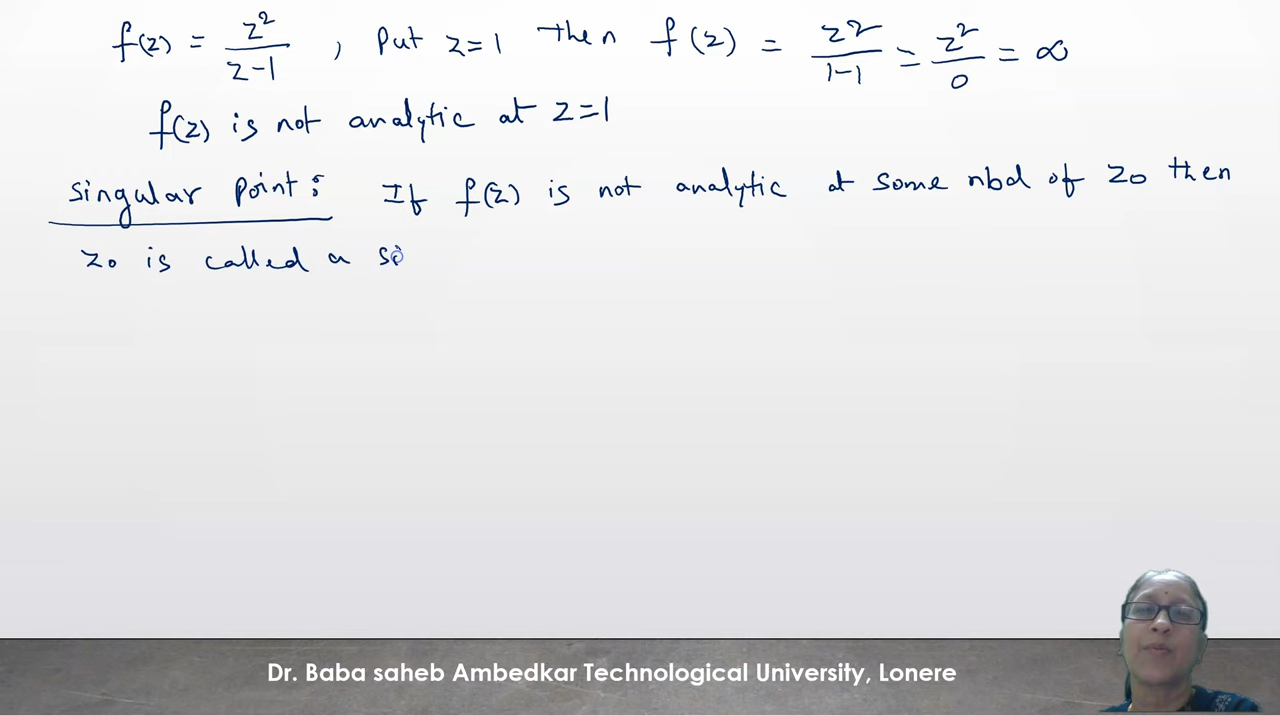 f(z) = z²/(z-1) , Put z=1 then f(z) = z²/(1-1) = z²/0 = ∞
f(z) is not analytic at z=1
Singular Point: If f(z) is not analytic at some nbd of z₀ then
z₀ is called a si
Dr. Baba saheb Ambedkar Technological University, Lonere